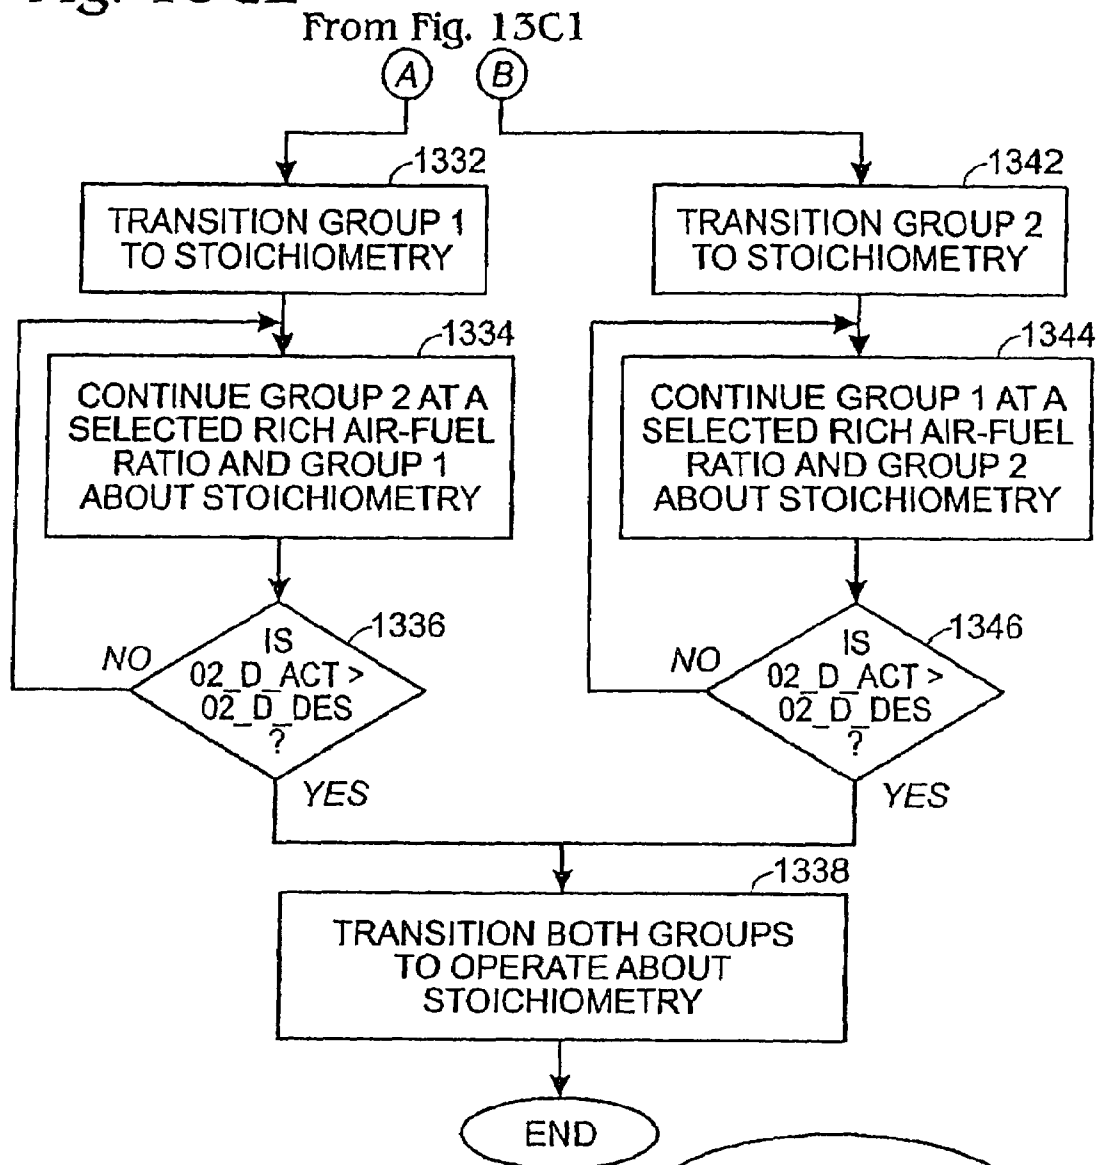 From Fig. 13C1
A
B
1332
TRANSITION GROUP 1
TO STOICHIOMETRY
1342
TRANSITION GROUP 2
TO STOICHIOMETRY
1334
CONTINUE GROUP 2 AT A
SELECTED RICH AIR-FUEL
RATIO AND GROUP 1
ABOUT STOICHIOMETRY
1344
CONTINUE GROUP 1 AT A
SELECTED RICH AIR-FUEL
RATIO AND GROUP 2
ABOUT STOICHIOMETRY
1336
IS
02_D_ACT >
02_D_DES
?
NO
YES
1346
IS
02_D_ACT >
02_D_DES
?
NO
YES
1338
TRANSITION BOTH GROUPS
TO OPERATE ABOUT
STOICHIOMETRY
END